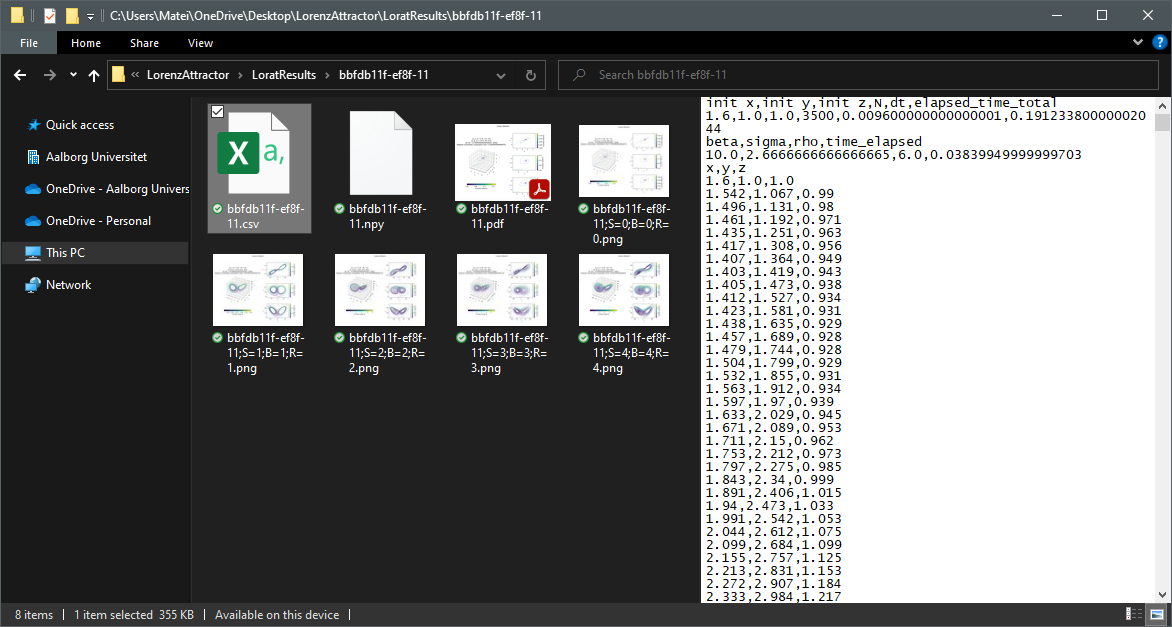 C:\Users\Matei\OneDrive\Desktop\LorenzAttractor\LoratResults\bbfdb11f-ef8f-11
File Home Share View
« LorenzAttractor › LoratResults › bbfdb11f-ef8f-11
Search bbfdb11f-ef8f-11
Quick access
Aalborg Universitet
OneDrive - Aalborg Univers
OneDrive - Personal
This PC
Network
bbfdb11f-ef8f-
11.csv
bbfdb11f-ef8f-
11.npy
bbfdb11f-ef8f-
11.pdf
bbfdb11f-ef8f-
11;S=0;B=0;R=
0.png
bbfdb11f-ef8f-
11;S=1;B=1;R=
1.png
bbfdb11f-ef8f-
11;S=2;B=2;R=
2.png
bbfdb11f-ef8f-
11;S=3;B=3;R=
3.png
bbfdb11f-ef8f-
11;S=4;B=4;R=
4.png
init x,init y,init z,N,dt,elapsed_time_total
1.6,1.0,1.0,3500,0.009600000000000001,0.191233800000020
44
beta,sigma,rho,time_elapsed
10.0,2.6666666666666665,6.0,0.03839949999999703
x,y,z
1.6,1.0,1.0
1.542,1.067,0.99
1.496,1.131,0.98
1.461,1.192,0.971
1.435,1.251,0.963
1.417,1.308,0.956
1.407,1.364,0.949
1.403,1.419,0.943
1.405,1.473,0.938
1.412,1.527,0.934
1.423,1.581,0.931
1.438,1.635,0.929
1.457,1.689,0.928
1.479,1.744,0.928
1.504,1.799,0.929
1.532,1.855,0.931
1.563,1.912,0.934
1.597,1.97,0.939
1.633,2.029,0.945
1.671,2.089,0.953
1.711,2.15,0.962
1.753,2.212,0.973
1.797,2.275,0.985
1.843,2.34,0.999
1.891,2.406,1.015
1.94,2.473,1.033
1.991,2.542,1.053
2.044,2.612,1.075
2.099,2.684,1.099
2.155,2.757,1.125
2.213,2.831,1.153
2.272,2.907,1.184
2.333,2.984,1.217
8 items 1 item selected 355 KB Available on this device